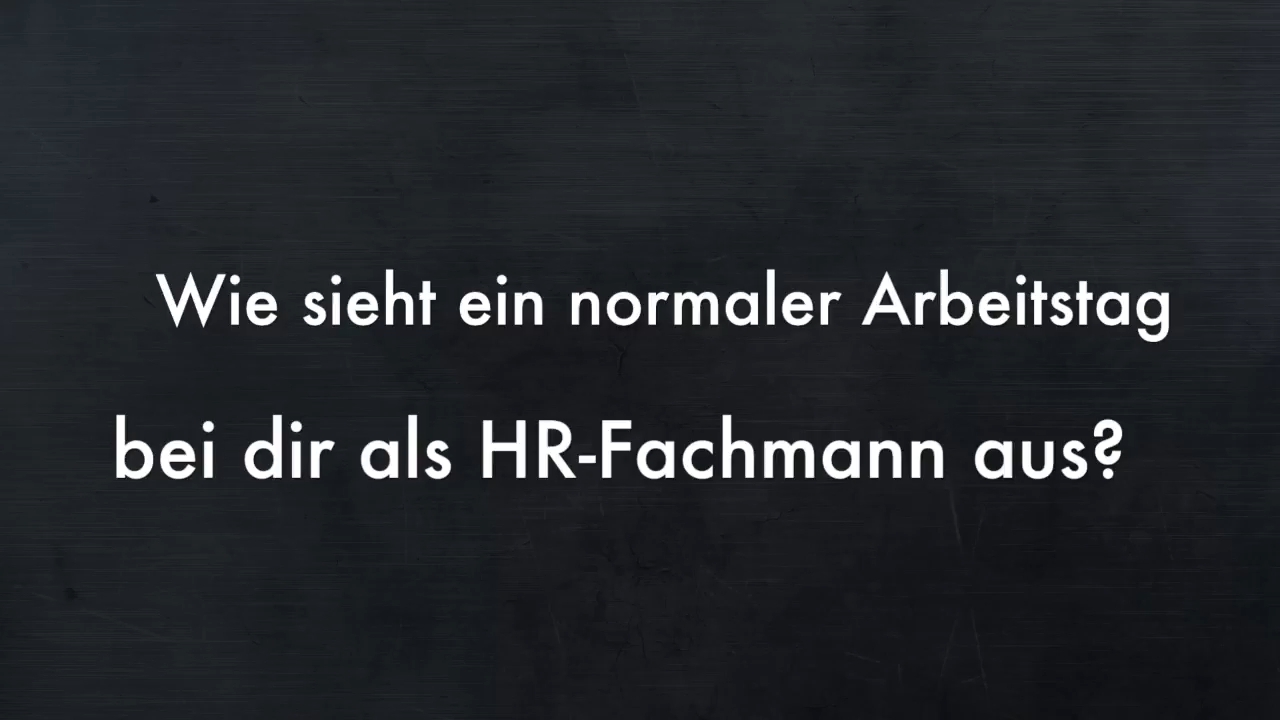 Wie sieht ein normaler Arbeitstag
bei dir als HR-Fachmann aus?